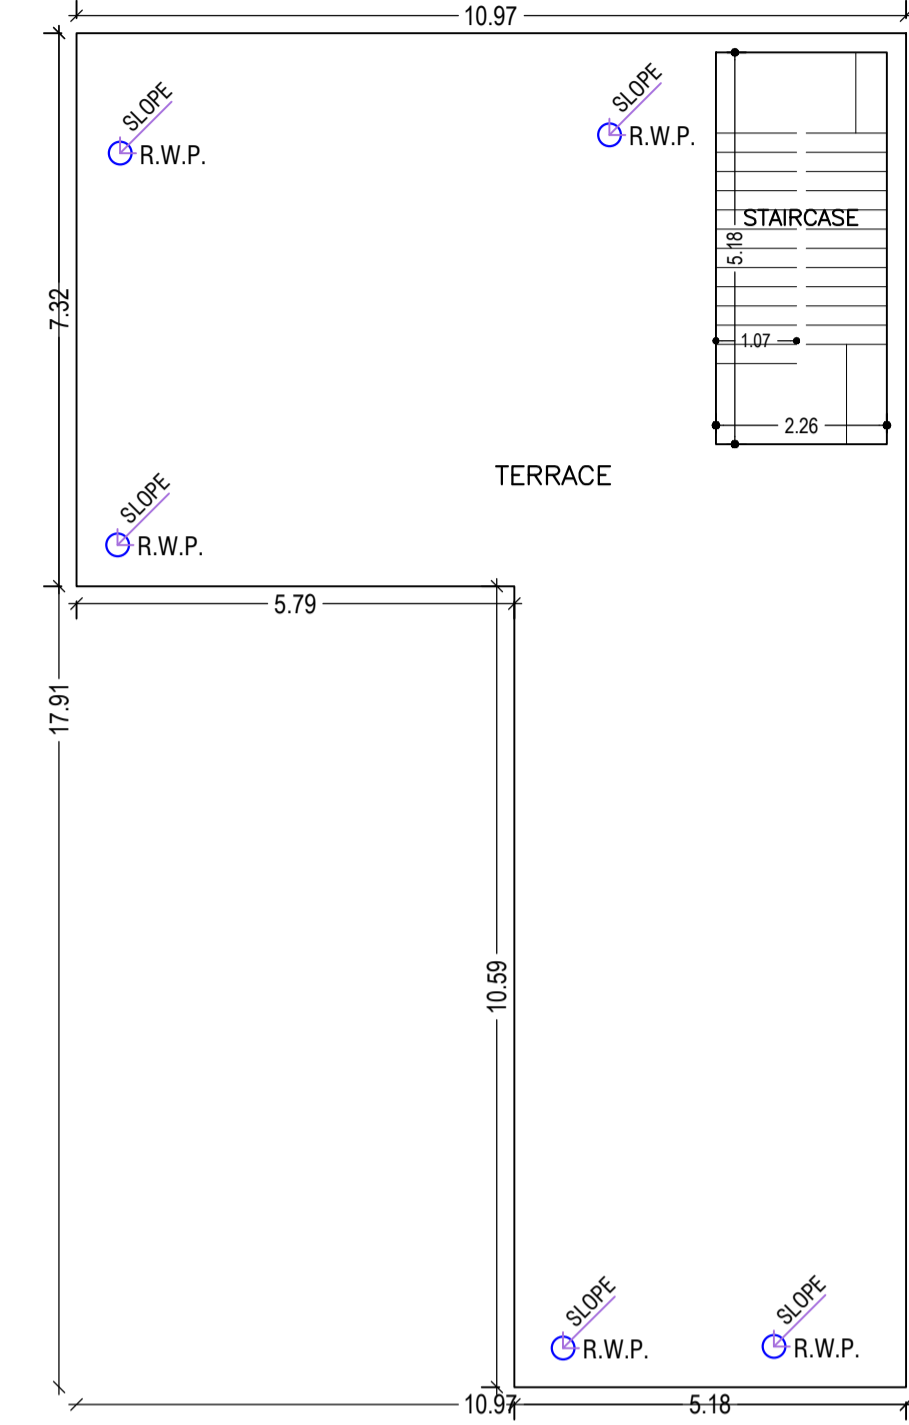 10.97
SLOPE
R.W.P.
SLOPE
R.W.P.
STAIRCASE
5.18
7.32
1.07
2.26
TERRACE
SLOPE
R.W.P.
5.79
17.91
10.59
SLOPE
R.W.P.
SLOPE
R.W.P.
10.97
5.18